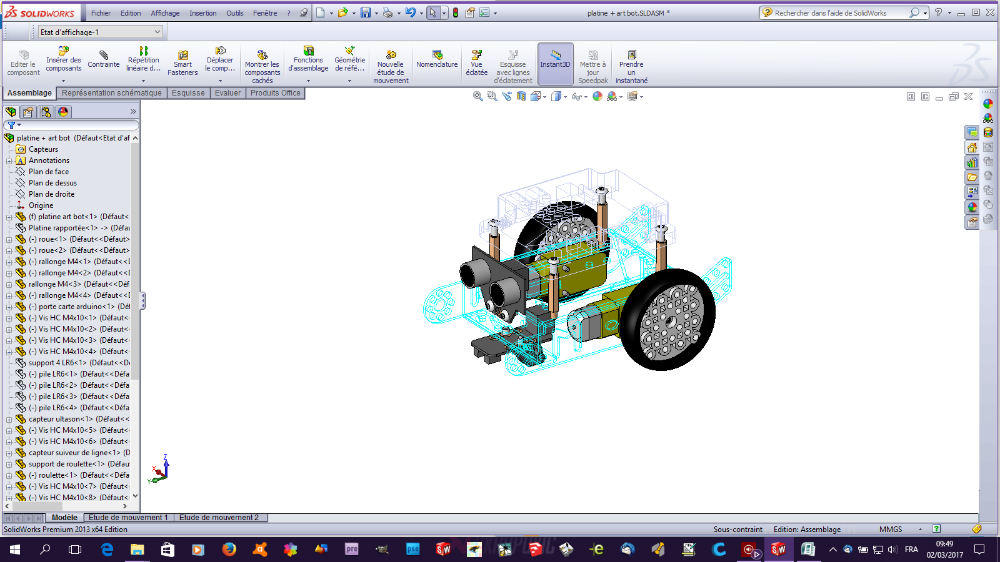 SOLIDWORKS
Fichier Edition Affichage Insertion Outils Fenêtre ?
platine + art bot.SLDASM *
Rechercher dans l'aide de SolidWorks
Etat d'affichage-1
Editer le composant
Insérer des composants
Contrainte
Répétition linéaire d...
Smart Fasteners
Déplacer le comp...
Montrer les composants cachés
Fonctions d'assemblage
Géométrie de réfé...
Nouvelle étude de mouvement
Nomenclature
Vue éclatée
Esquisse avec lignes d'éclatement
Instant3D
Mettre à jour Speedpak
Prendre un instantané
Assemblage Représentation schématique Esquisse Evaluer Produits Office
platine + art bot (Défaut<Etat d'af
Capteurs
Annotations
Plan de face
Plan de dessus
Plan de droite
Origine
(f) platine art bot<1> (Défaut<
Platine rapportée<1> -> (Défau
(-) roue<1> (Défaut<<Défaut>
(-) roue<2> (Défaut<<Défaut>
(-) rallonge M4<1> (Défaut<<D
(-) rallonge M4<2> (Défaut<<D
rallonge M4<3> (Défaut<<Défa
(-) rallonge M4<4> (Défaut<<D
(-) porte carte arduino<1> (Déf
(-) Vis HC M4x10<1> (Défaut<
(-) Vis HC M4x10<2> (Défaut<
(-) Vis HC M4x10<3> (Défaut<
(-) Vis HC M4x10<4> (Défaut<
support 4 LR6<1> (Défaut<<D
(-) pile LR6<1> (Défaut<<Défa
(-) pile LR6<2> (Défaut<<Défa
(-) pile LR6<3> (Défaut<<Défa
(-) pile LR6<4> (Défaut<<Défa
capteur ultason<1> (Défaut<<
(-) Vis HC M4x10<5> (Défaut<
(-) Vis HC M4x10<6> (Défaut<
capteur suiveur de ligne<1> (D
support de roulette<1> (Défau
(-) roulette<1> (Défaut<<Défa
(-) Vis HC M4x10<7> (Défaut<
(-) Vis HC M4x10<8> (Défaut<
Z
X
Y
Modèle Etude de mouvement 1 Etude de mouvement 2
SolidWorks Premium 2013 x64 Edition
Sous-contraint Edition: Assemblage MMGS
pre
pse
SW
SW
FRA
09:49
02/03/2017